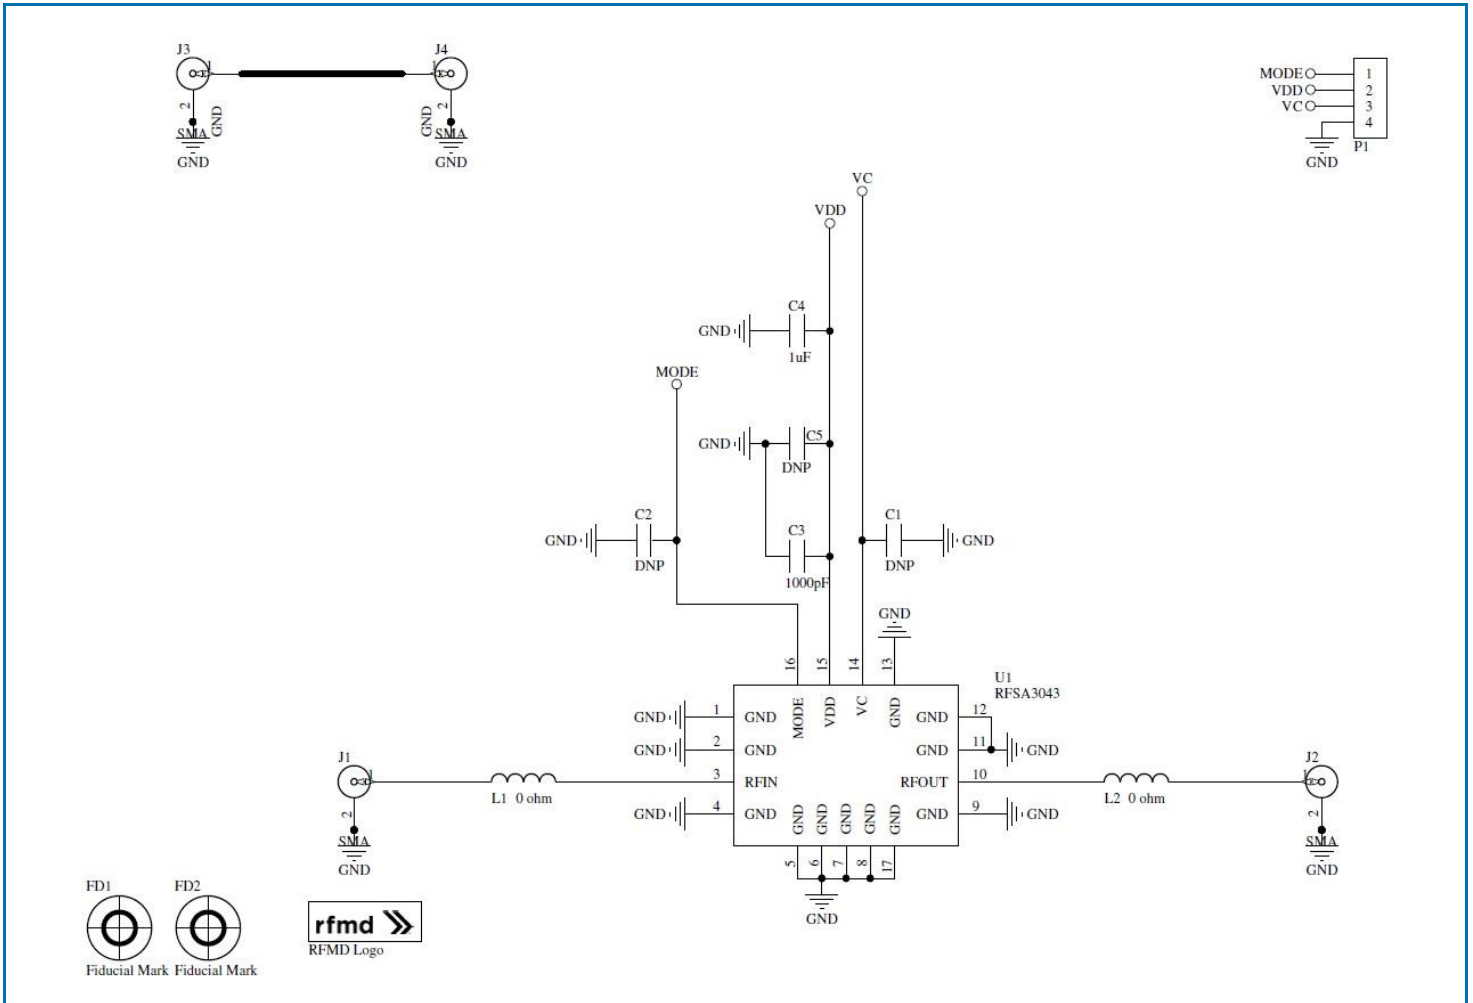 J3
J4
1
1
2
GND
2
GND
SMA
SMA
GND
GND
MODE 1
VDD 2
VC 3
4
GND
P1
VC
VDD
C4
GND
1uF
MODE
GND
C5
DNP
C2
C3
C1
GND
GND
DNP
1000pF
DNP
GND
16
15
14
13
U1
RFSA3043
GND 1 GND
MODE
VDD
VC
GND
GND 12
GND 2 GND
GND 11 GND
J1
1
3 RFIN
RFOUT 10
J2
1
L1 0 ohm
L2 0 ohm
GND 4 GND
GND
GND
GND
GND
GND
GND 9 GND
2
SMA
GND
2
SMA
GND
5
6
7
8
17
GND
FD1
FD2
Fiducial Mark
Fiducial Mark
rfmd
RFMD Logo